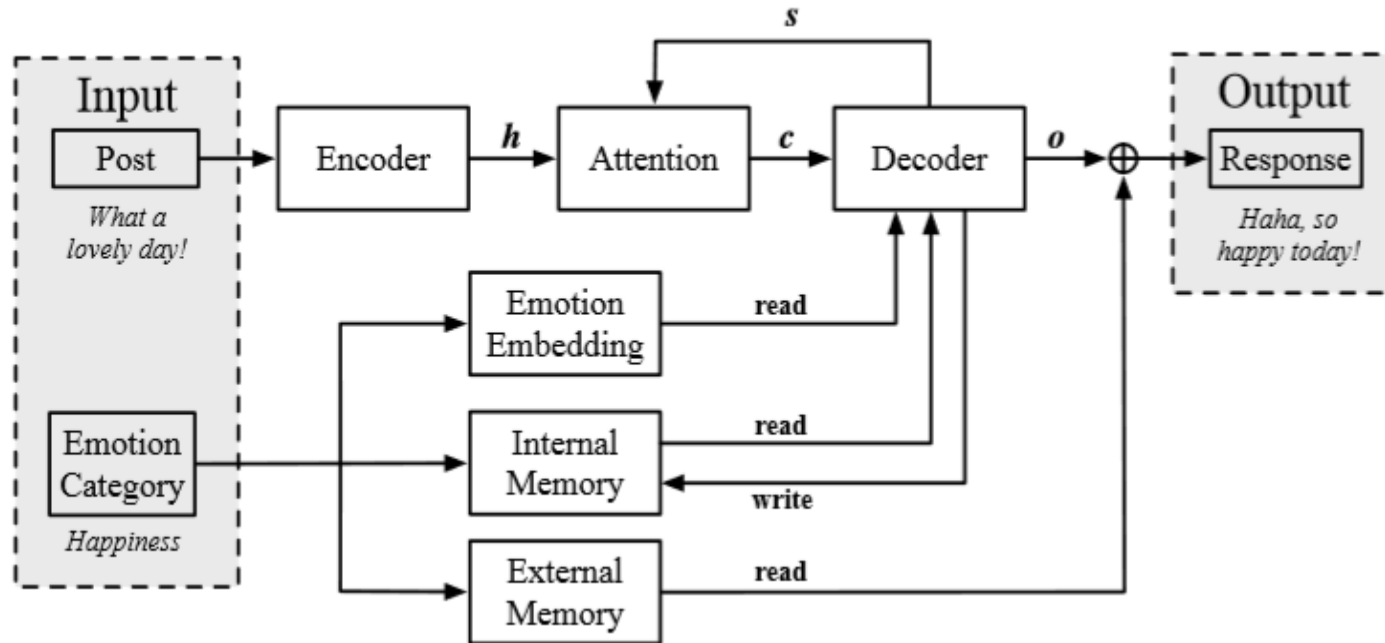 s
Input
Output
Post
Encoder
h
Attention
c
Decoder
o
Response
What a
lovely day!
Haha, so
happy today!
Emotion
Embedding
read
Emotion
Category
Happiness
Internal
Memory
read
write
External
Memory
read